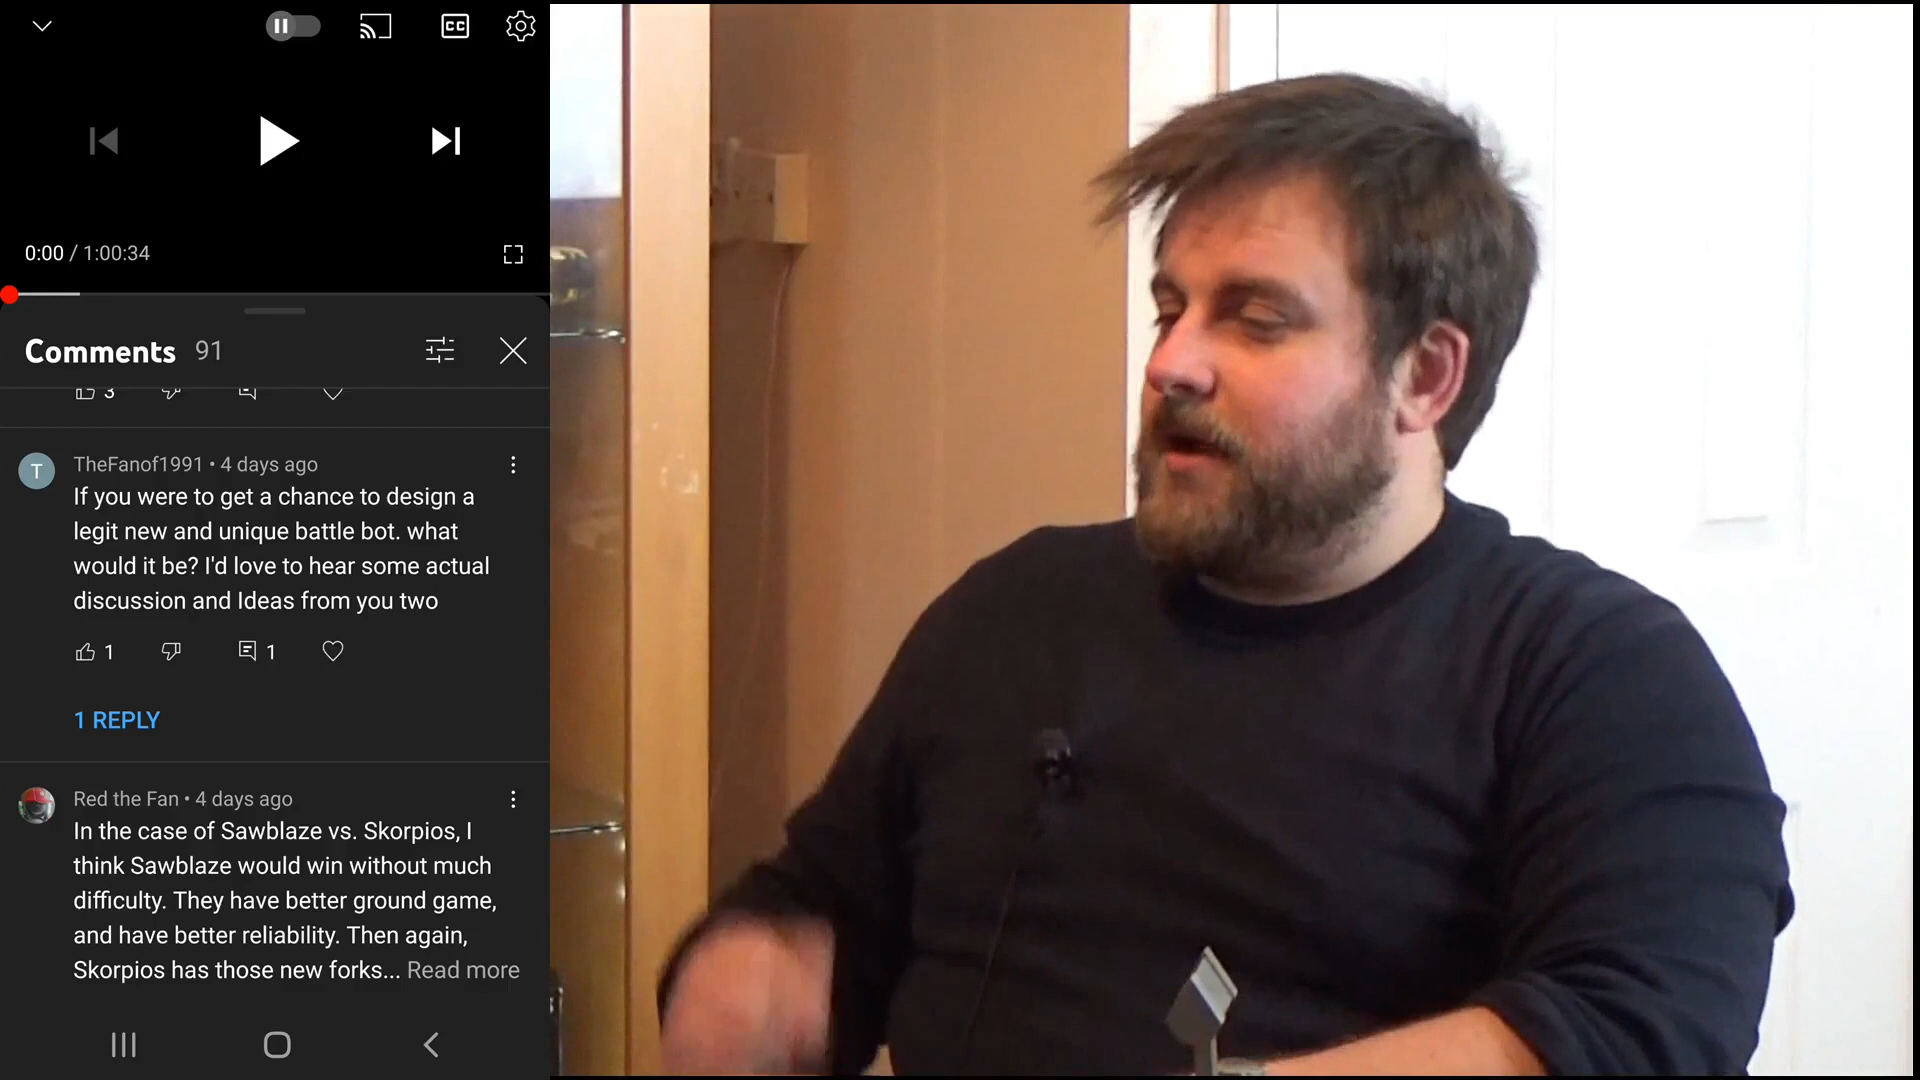 CC
0:00 / 1:00:34
Comments 91
3
T
TheFanof1991 • 4 days ago
If you were to get a chance to design a
legit new and unique battle bot. what
would it be? I'd love to hear some actual
discussion and Ideas from you two
1 1
1 REPLY
Red the Fan • 4 days ago
In the case of Sawblaze vs. Skorpios, I
think Sawblaze would win without much
difficulty. They have better ground game,
and have better reliability. Then again,
Skorpios has those new forks... Read more